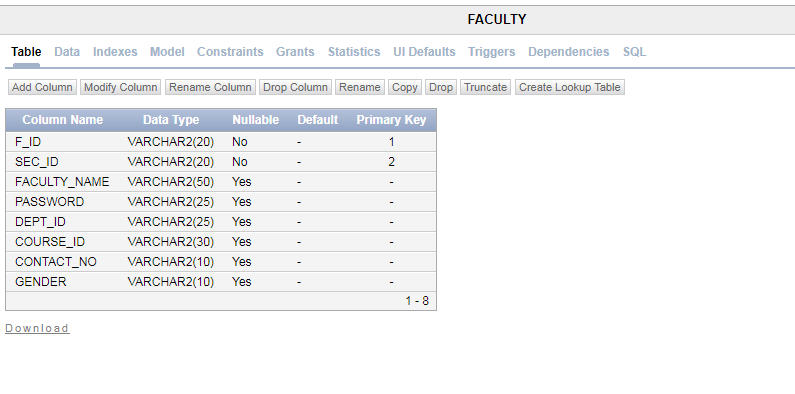 FACULTY
Table Data Indexes Model Constraints Grants Statistics UI Defaults Triggers Dependencies SQL
Add Column Modify Column Rename Column Drop Column Rename Copy Drop Truncate Create Lookup Table
Column Name Data Type Nullable Default Primary Key
F_ID VARCHAR2(20) No - 1
SEC_ID VARCHAR2(20) No - 2
FACULTY_NAME VARCHAR2(50) Yes - -
PASSWORD VARCHAR2(25) Yes - -
DEPT_ID VARCHAR2(25) Yes - -
COURSE_ID VARCHAR2(30) Yes - -
CONTACT_NO VARCHAR2(10) Yes - -
GENDER VARCHAR2(10) Yes - -
1 - 8
Download